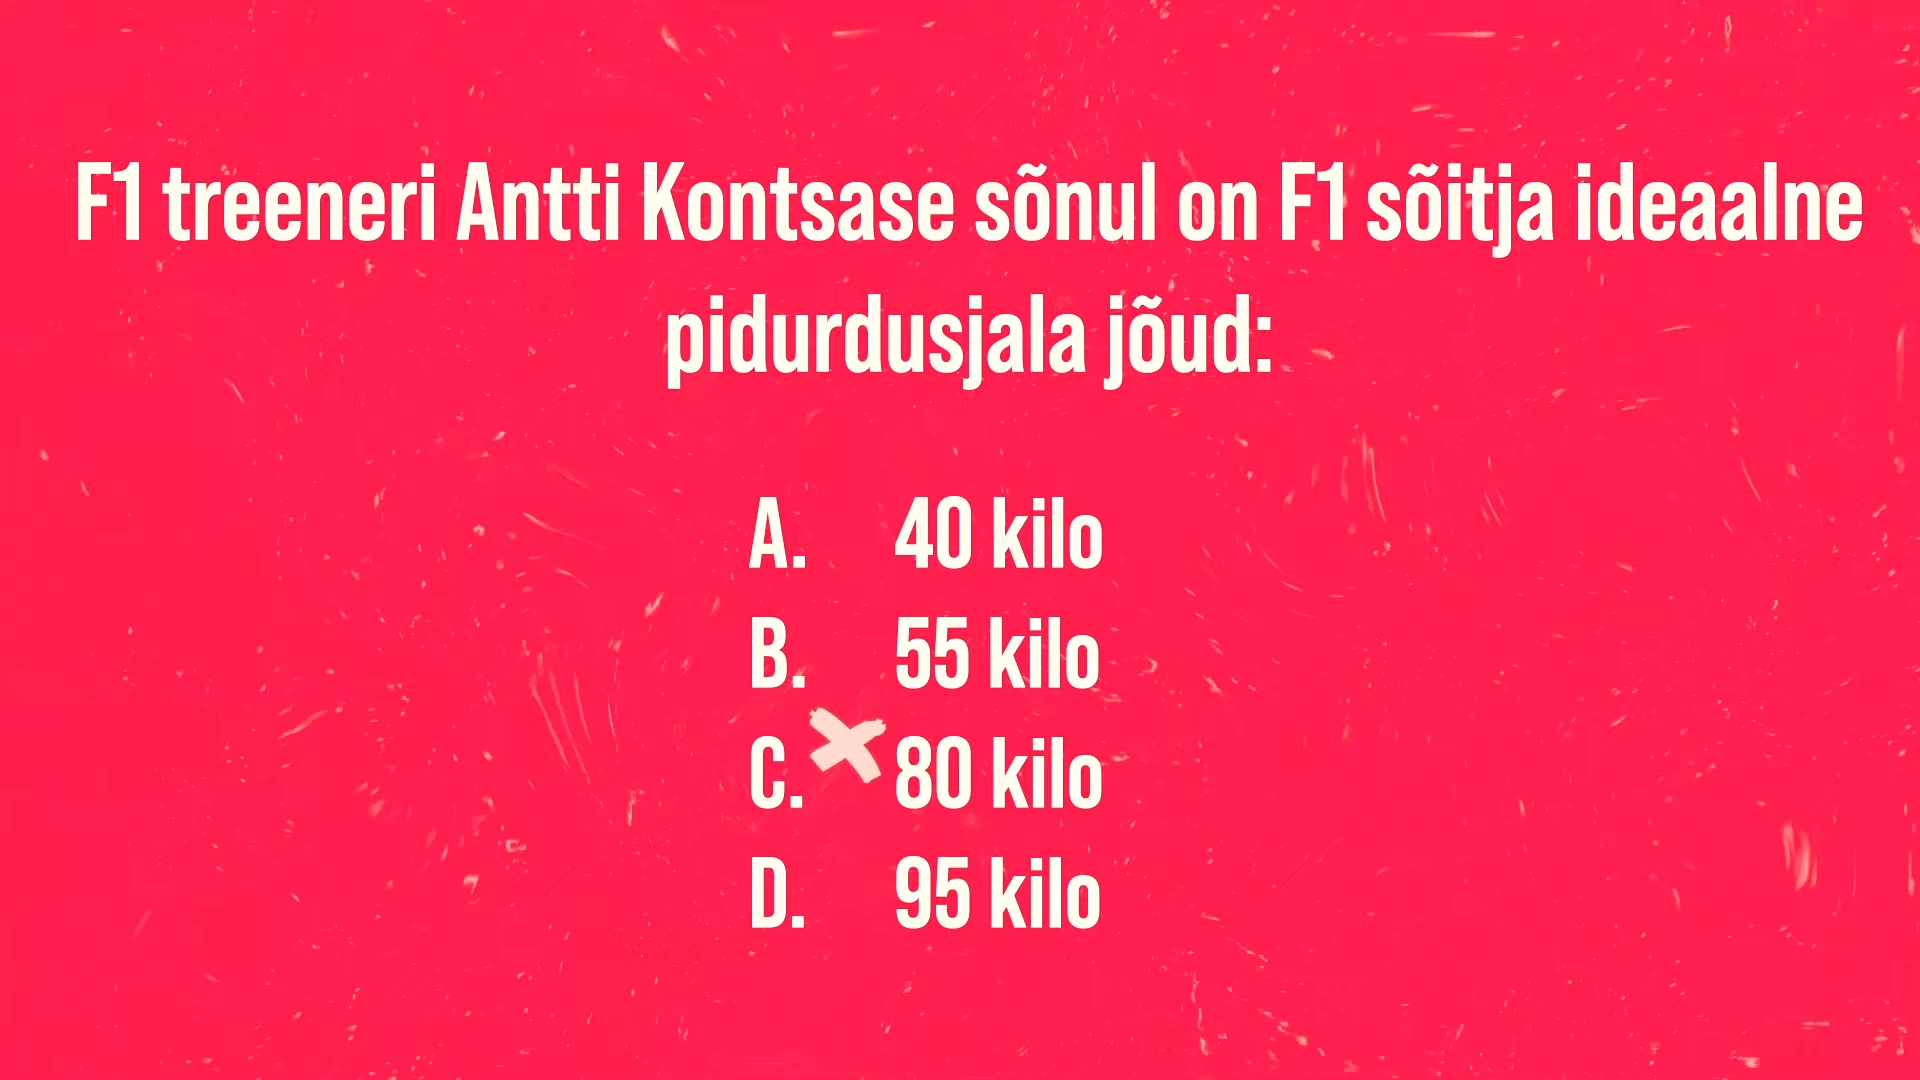 F1 treeneri Antti Kontsase sõnul on F1 sõitja ideaalne
pidurdusjala jõud:
A. 40 kilo
B. 55 kilo
C. 80 kilo
D. 95 kilo